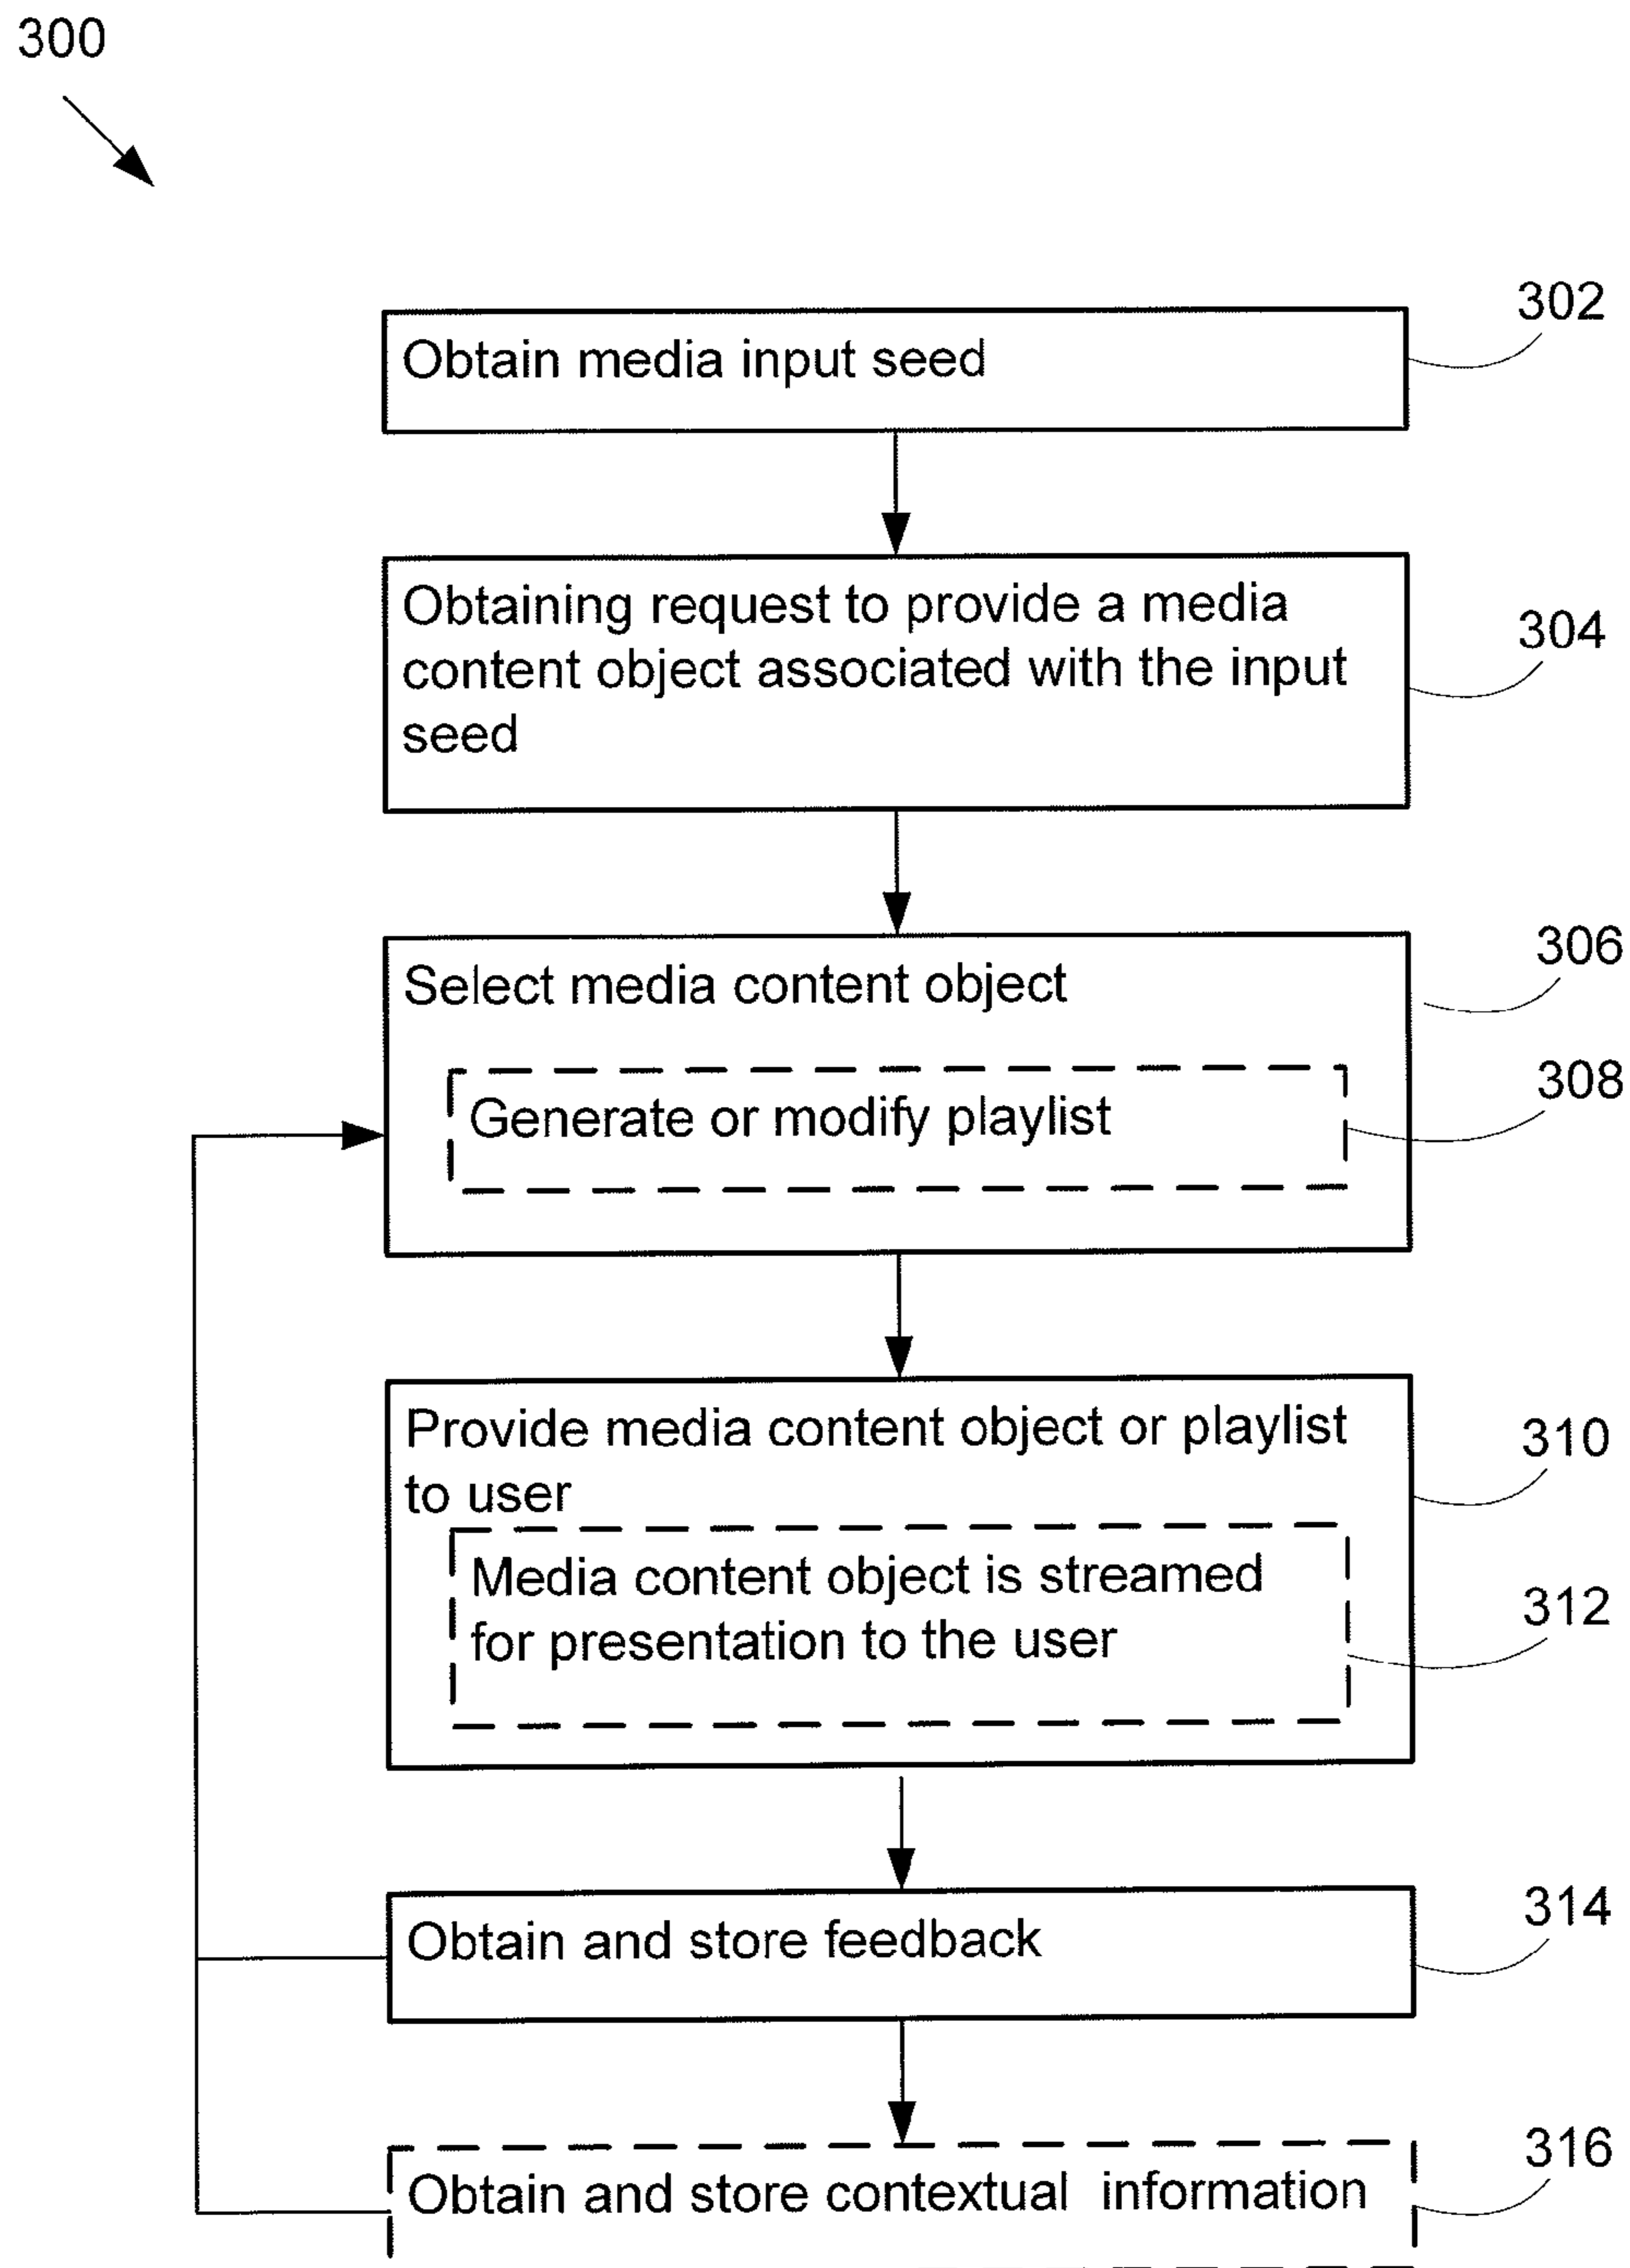 300
302
Obtain media input seed
304
Obtaining request to provide a media
content object associated with the input
seed
306
Select media content object
308
Generate or modify playlist
310
Provide media content object or playlist
to user
312
Media content object is streamed
for presentation to the user
314
Obtain and store feedback
316
Obtain and store contextual information